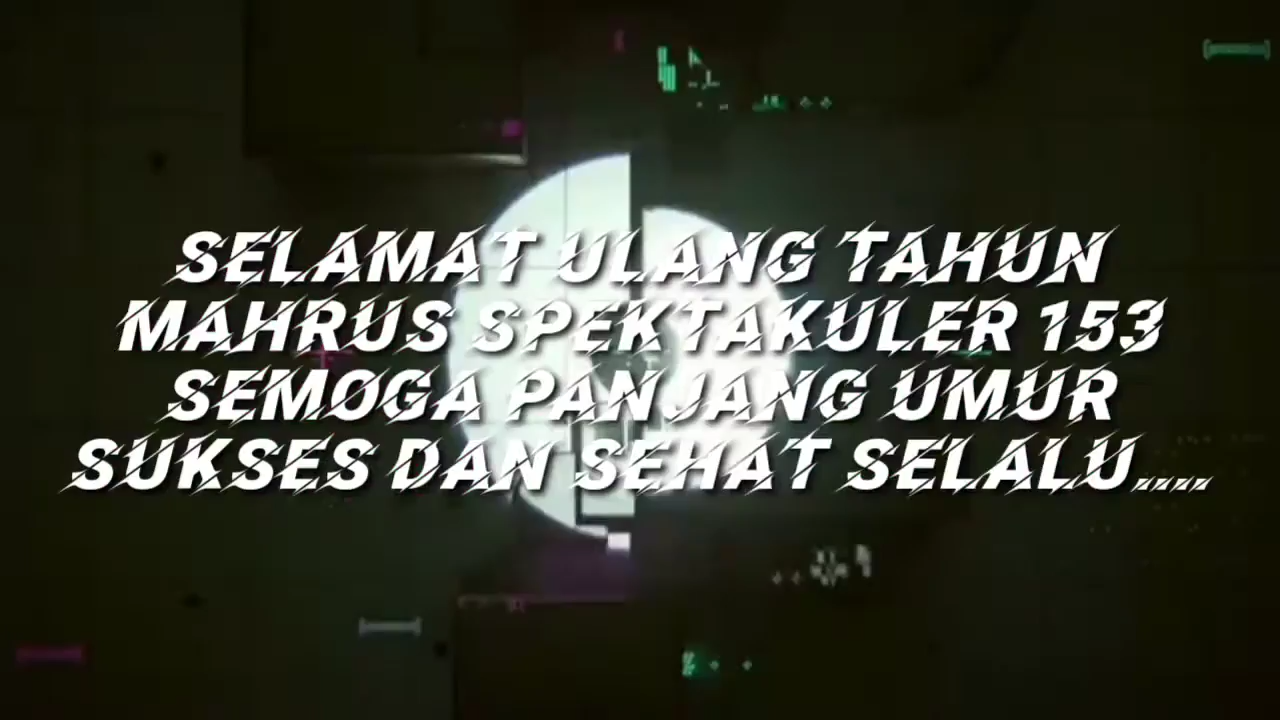 SELAMAT ULANG TAHUN
MAHRUS SPEKTAKULER 153
SEMOGA PANJANG UMUR
SUKSES DAN SEHAT SELALU....